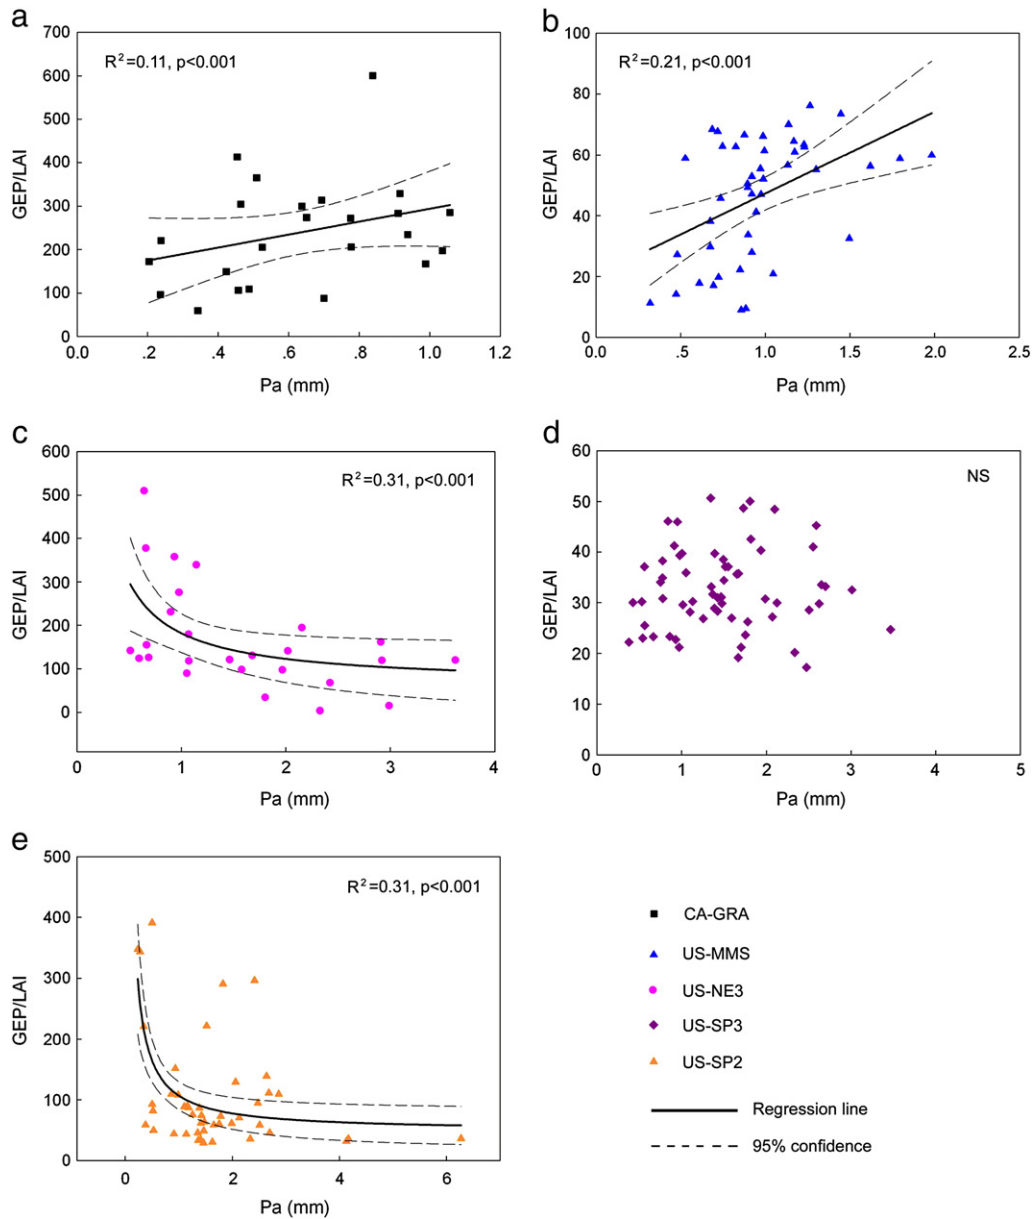 a
R²=0.11, p<0.001
GEP/LAI
700
600
500
400
300
200
100
0
0.0 .2 .4 .6 .8 1.0 1.2
Pa (mm)
b
R²=0.21, p<0.001
GEP/LAI
100
80
60
40
20
0
0.0 .5 1.0 1.5 2.0 2.5
Pa (mm)
c
R²=0.31, p<0.001
GEP/LAI
600
500
400
300
200
100
0
0 1 2 3 4
Pa (mm)
d
NS
GEP/LAI
60
50
40
30
20
10
0
0 1 2 3 4 5
Pa (mm)
e
R²=0.31, p<0.001
GEP/LAI
500
400
300
200
100
0
0 2 4 6
Pa (mm)
CA-GRA
US-MMS
US-NE3
US-SP3
US-SP2
Regression line
95% confidence